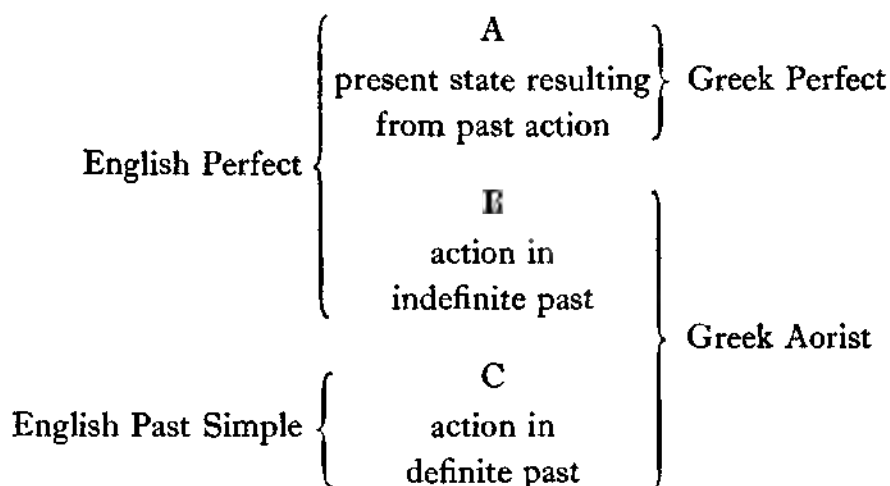 A
present state resulting
from past action
Greek Perfect
English Perfect
B
action in
indefinite past
Greek Aorist
C
English Past Simple
action in
definite past